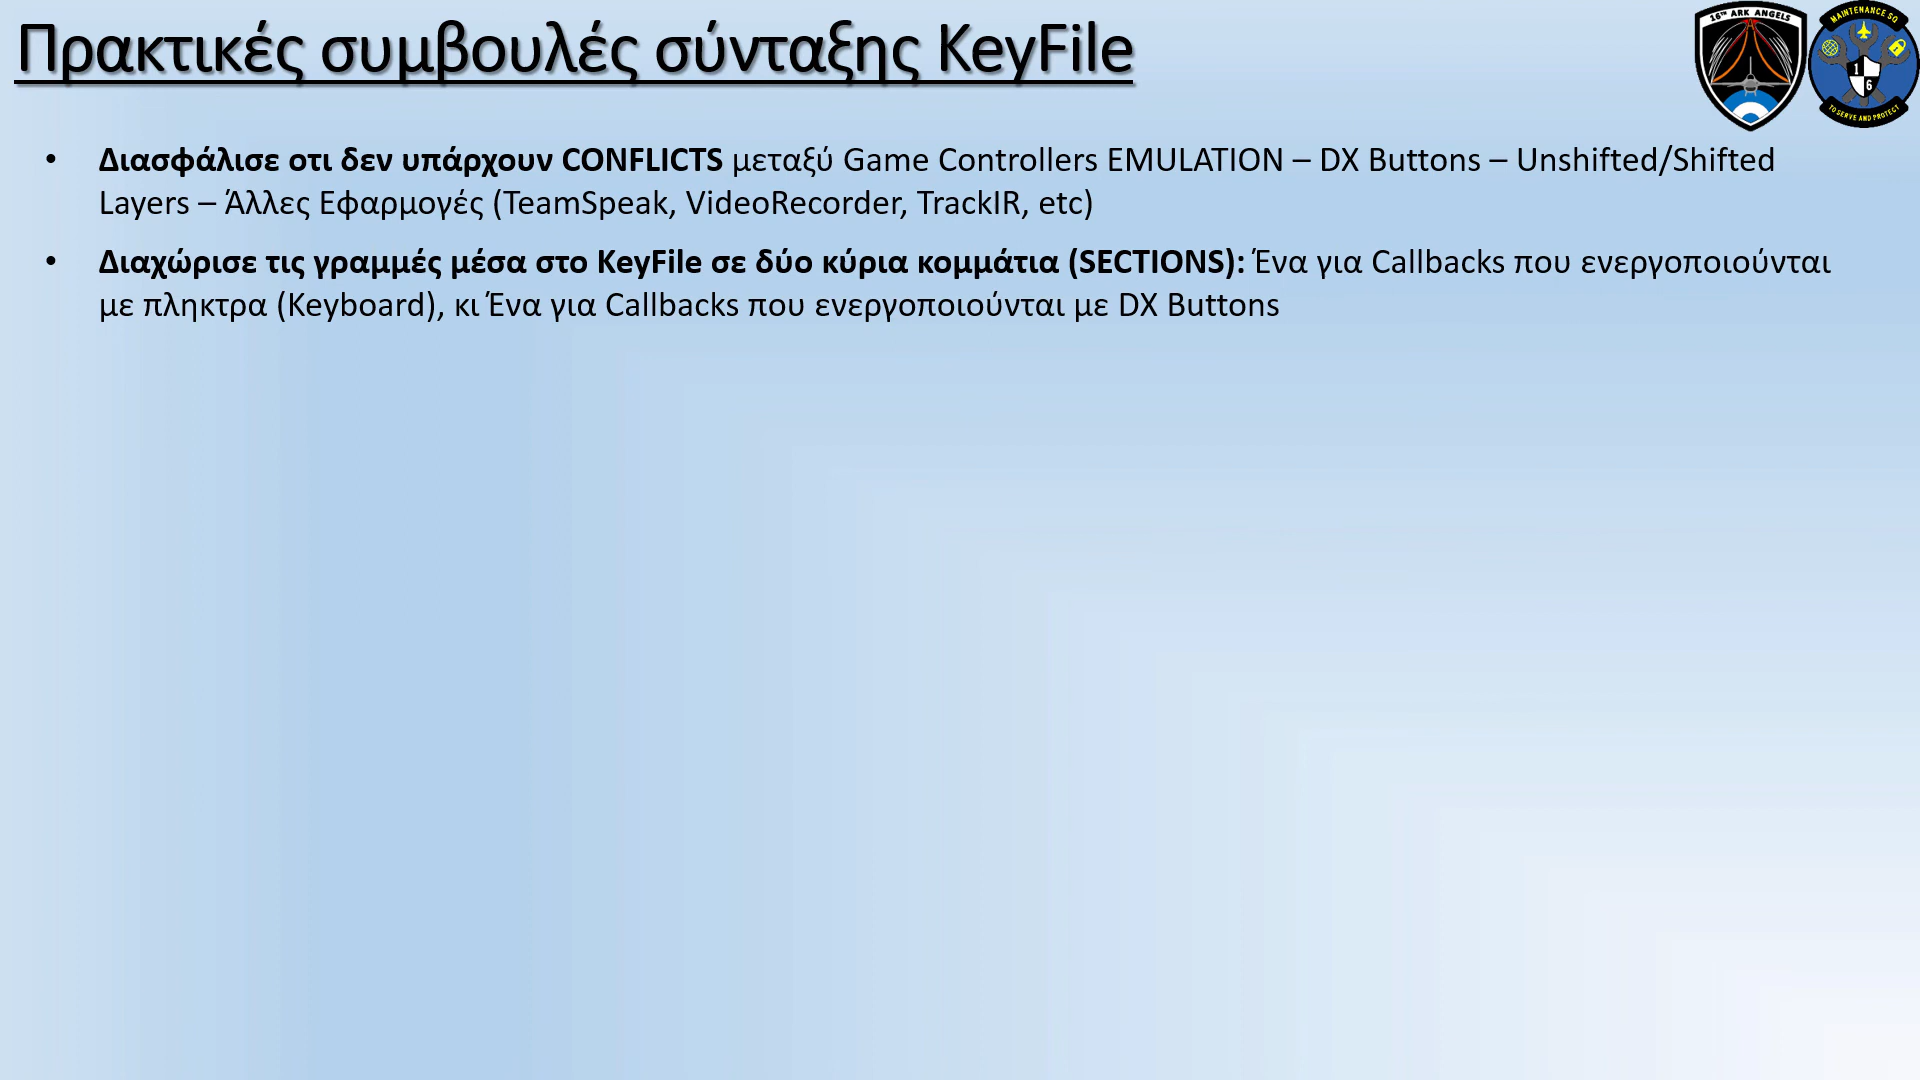 Πρακτικές συμβουλές σύνταξης KeyFile
16TH ARK ANGELS
MAINTENANCE SQ
1
6
TO SERVE AND PROTECT
• Διασφάλισε οτι δεν υπάρχουν CONFLICTS μεταξύ Game Controllers EMULATION – DX Buttons – Unshifted/Shifted
Layers – Άλλες Εφαρμογές (TeamSpeak, VideoRecorder, TrackIR, etc)
• Διαχώρισε τις γραμμές μέσα στο KeyFile σε δύο κύρια κομμάτια (SECTIONS): Ένα για Callbacks που ενεργοποιούνται
με πληκτρα (Keyboard), κι Ένα για Callbacks που ενεργοποιούνται με DX Buttons